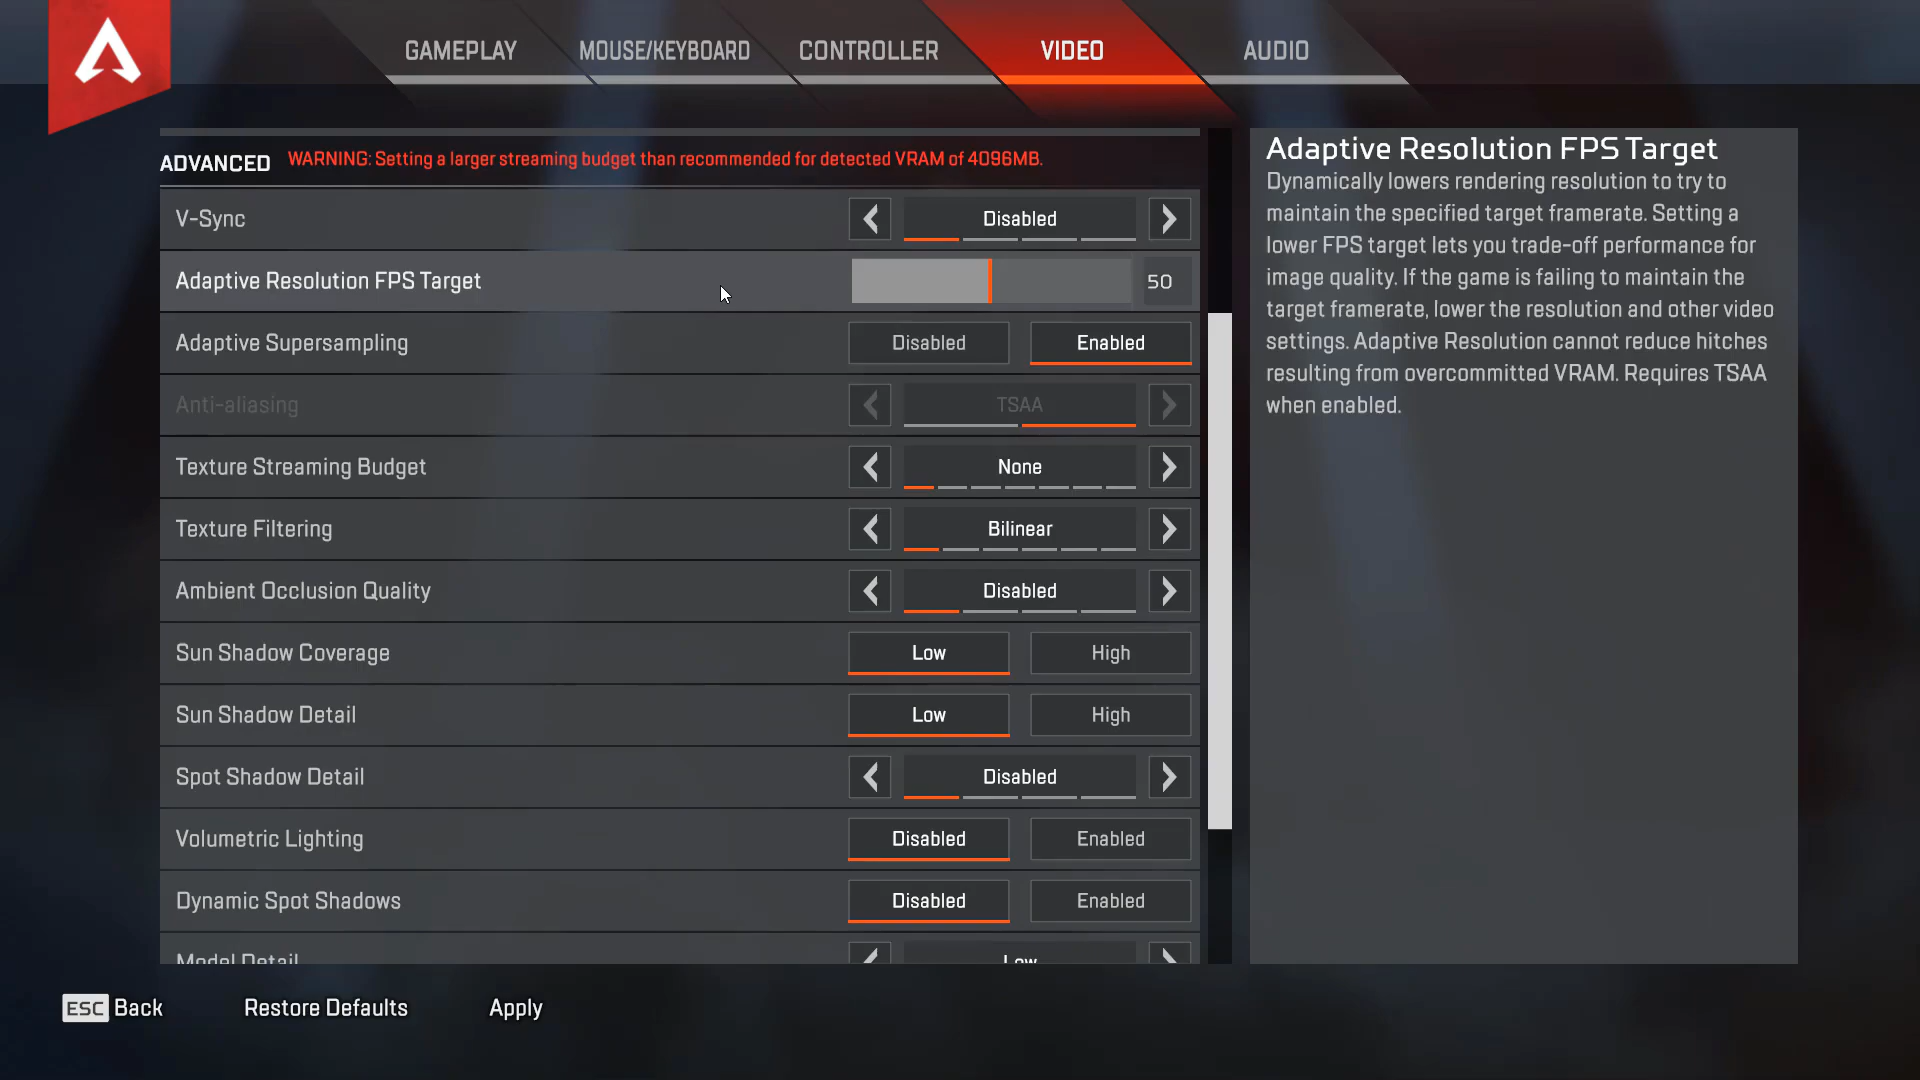 GAMEPLAY MOUSE/KEYBOARD CONTROLLER VIDEO AUDIO
ADVANCED WARNING: Setting a larger streaming budget than recommended for detected VRAM of 4096MB.
V-Sync Disabled
Adaptive Resolution FPS Target 50
Adaptive Supersampling Disabled Enabled
Anti-aliasing TSAA
Texture Streaming Budget None
Texture Filtering Bilinear
Ambient Occlusion Quality Disabled
Sun Shadow Coverage Low High
Sun Shadow Detail Low High
Spot Shadow Detail Disabled
Volumetric Lighting Disabled Enabled
Dynamic Spot Shadows Disabled Enabled
Model Detail Low
Adaptive Resolution FPS Target
Dynamically lowers rendering resolution to try to
maintain the specified target framerate. Setting a
lower FPS target lets you trade-off performance for
image quality. If the game is failing to maintain the
target framerate, lower the resolution and other video
settings. Adaptive Resolution cannot reduce hitches
resulting from overcommitted VRAM. Requires TSAA
when enabled.
ESC Back Restore Defaults Apply